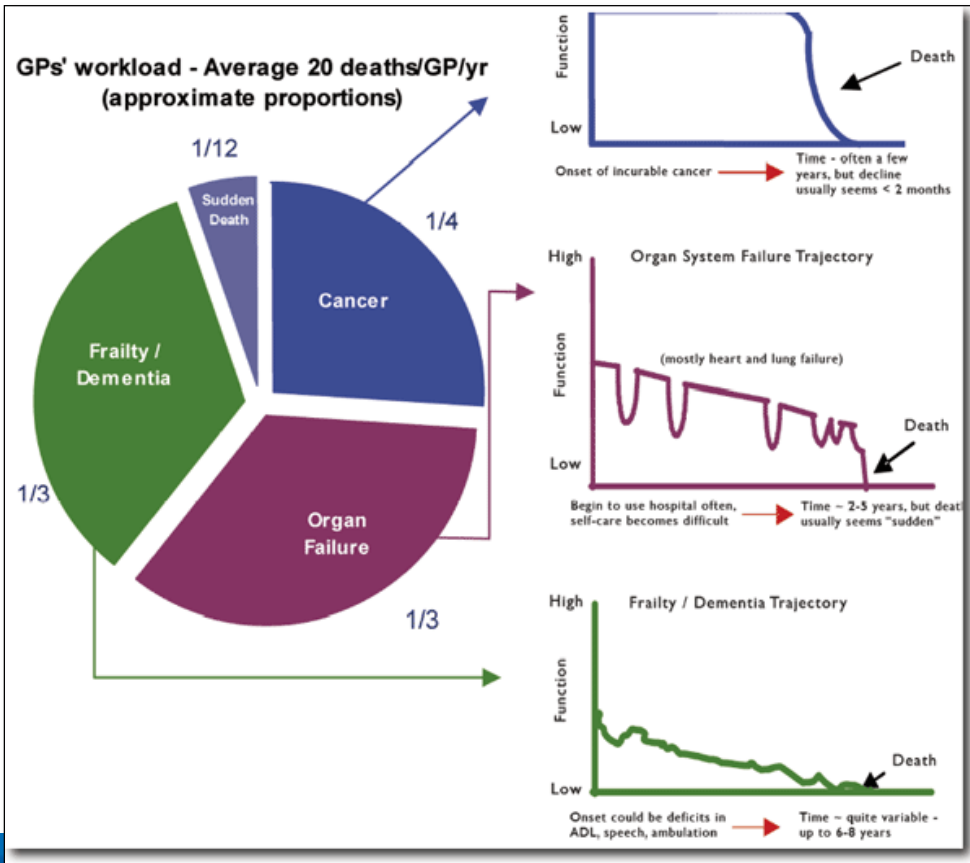 GPs' workload - Average 20 deaths/GP/yr
(approximate proportions)
1/12
Sudden
Death
1/4
Cancer
Frailty /
Dementia
1/3
Organ
Failure
1/3
Function
Low
Death
Onset of incurable cancer
Time - often a few
years, but decline
usually seems < 2 months
High
Organ System Failure Trajectory
Function
(mostly heart and lung failure)
Low
Death
Begin to use hospital often,
self-care becomes difficult
Time ~ 2-5 years, but deat
usually seems "sudden"
High
Frailty / Dementia Trajectory
Function
Low
Death
Onset could be deficits in
ADL, speech, ambulation
Time ~ quite variable -
up to 6-8 years